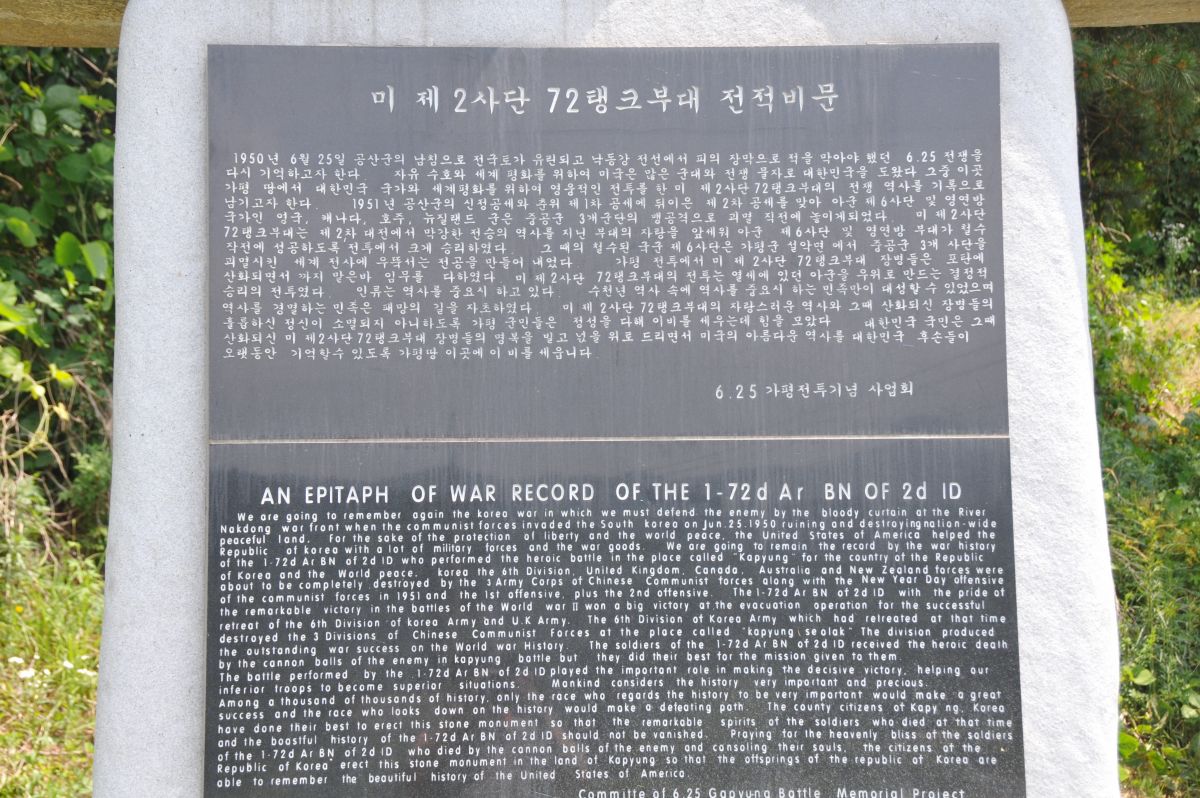 미 제 2사단 72탱크부대 전적비문
1950년 6월 25일 공산군의 남침으로 전국토가 유린되고 낙동강 전선에서 피의 장막으로 적을 막아야 했던 6.25 전쟁을
다시 기억하고자 한다 자유 수호와 세계 평화를 위하여 미국은 많은 군대와 전쟁 물자로 대한민국을 도왔다 그중 이곳
가평 땅에서 대한민국 국가와 세계평화를 위하여 영웅적인 전투를 한 미 제2사단 72탱크부대의 전쟁 역사를 기록으로
남기고자 한다. 1951년 공산군의 신정공세와 춘위 제1차 공세에 뒤이은 제2차 공세를 맞아 아군 제6사단 및 영연방
국가인 영국, 캐나다, 호주, 뉴질랜드 군은 중공군 3개군단의 맹공격으로 괴멸 직전에 놓이게되었다. 미 제2사단
72탱크부대는 제2차 대전에서 막강한 전승의 역사를 지닌 부대의 자랑을 앞세워 아군 제6사단 및 영연방 부대가 철수
작전에 성공하도록 전투에서 크게 승리하였다 그 때의 철수된 국군 제6사단은 가평군 설악면 에서 중공군 3개 사단을
괴멸시킨 세계 전사에 우뚝서는 전공을 만들어 내었다 가평 전투에서 미 제2사단 72탱크부대 장병들은 포탄에
산화되면서 까지 맡은바 임무를 다하였다 미 제2사단 72탱크부대의 전투는 열세에 있던 아군을 우위로 만드는 결정적
승리의 전투였다 인류는 역사를 중요시 하고 있다 수천년 역사 속에 역사를 중요시 하는 민족만이 대성할 수 있었으며
역사를 경멸하는 민족은 패망의 길을 자초하였다 미 제 2사단 72탱크부대의 자랑스러운 역사와 그때 산화되신 장병들의
훌륭하신 정신이 소멸되지 아니하도록 가평 군민들은 정성을 다해 이비를 세우는데 힘을 모았다 대한민국 국민은 그때
산화되신 미 제2사단 72탱크부대 장병들의 명복을 빌고 넋을 위로 드리면서 미국의 아름다운 역사를 대한민국 후손들이
오랫동안 기억할수 있도록 가평땅 이곳에 이 비를 세웁니다
6.25 가평전투기념 사업회
AN EPITAPH OF WAR RECORD OF THE 1-72d Ar BN OF 2d ID
We are going to remember again the korea war in which we must defend the enemy by the bloody curtain at the River
Nakdong war front when the communist forces invaded the South korea on Jun.25.1950 ruining and destroyingnation-wide
peaceful land. For the sake of the protection of liberty and the world peace, the United States of America helped the
Republic of korea with a lot of military forces and the war goods. We are going to remain the record by the war history
of the 1-72d Ar BN of 2d ID who performed the heroic battle in the place called "Kapyung" for the country of the Republic
of Korea and the World peace. korea the 6th Division, United Kingdom, Canada, Australia and New Zealand forces were
about to be completely destroyed by the 3 Army Corps of Chinese Communist forces along with the New Year Day offensive
of the communist forces in 1951 and the 1st offensive, plus the 2nd offensive. The 1-72d Ar BN of 2d ID with the pride of
the remarkable victory in the battles of the World war II won a big victory at the evacuation operation for the successful
retreat of the 6th Division of korea Army and U.K Army. The 6th Division of Korea Army which had retreated at that time
destroyed the 3 Divisions of Chinese Communist Forces at the place called "kapyung seolak" The division produced
the outstanding war success on the World war History. The soldiers of the 1-72d Ar BN of 2d ID received the heroic death
by the cannon balls of the enemy in kapyung battle but they did their best for the mission given to them.
The battle performed by the 1-72d Ar BN of 2d ID played the important role in making the decisive victory, helping our
inferior troops to become superior situations. Mankind considers the history very important and precious.
Among a thousand of thousands of history, only the race who regards the history to be very important would make a great
success and the race who looks down on the history would make a defeating path. The county citizens of Kapyung, Korea
have done their best to erect this stone monument so that the remarkable spirits of the soldiers who died at that time
and the boastful history of the 1-72d Ar BN of 2d ID should not be vanished. Praying for the heavenly bliss of the soldiers
of the 1-72d Ar BN of 2d ID who died by the cannon balls of the enemy and consoling their souls, the citizens of the
Republic of Korea erect this stone monument in the land of Kapyung so that the offsprings of the republic of Korea are
able to remember the beautiful history of the United States of America.
Committe of 6.25 Gapyung Battle Memorial Project